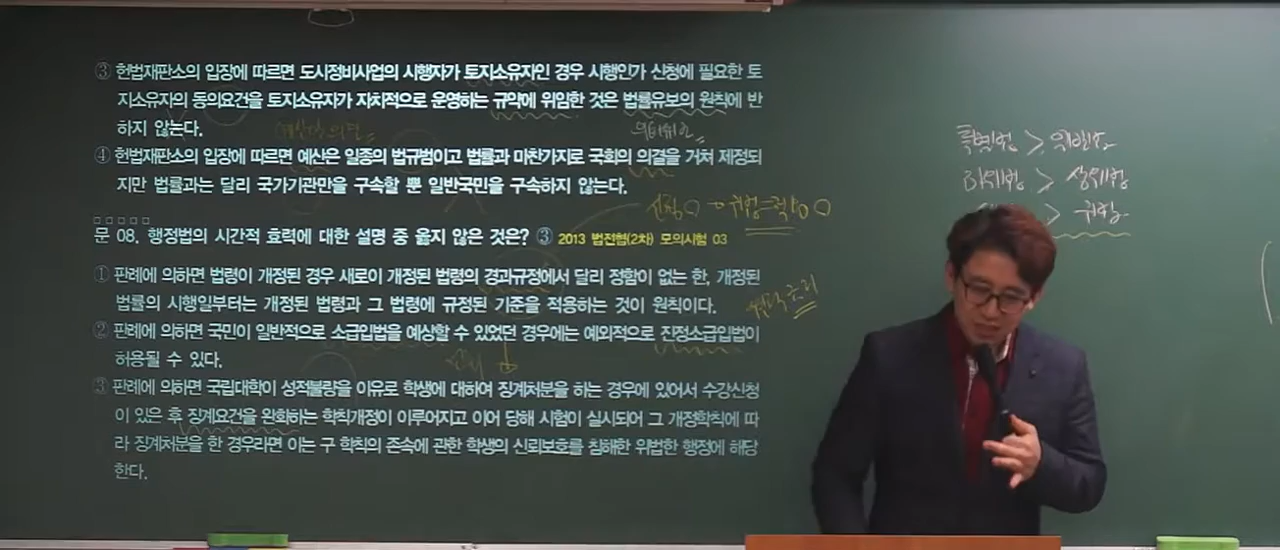 ③ 헌법재판소의 입장에 따르면 도시정비사업의 시행자가 토지소유자인 경우 시행인가 신청에 필요한 토
지소유자의 동의요건을 토지소유자가 자치적으로 운영하는 규약에 위임한 것은 법률유보의 원칙에 반
하지 않는다.
④ 헌법재판소의 입장에 따르면 예산은 일종의 법규범이고 법률과 마찬가지로 국회의 의결을 거쳐 제정되
지만 법률과는 달리 국가기관만을 구속할 뿐 일반국민을 구속하지 않는다.
□□□□□
문 08. 행정법의 시간적 효력에 대한 설명 중 옳지 않은 것은? ③ 2013 법전협(2차) 모의시험 03
① 판례에 의하면 법령이 개정된 경우 새로이 개정된 법령의 경과규정에서 달리 정함이 없는 한, 개정된
법률의 시행일부터는 개정된 법령과 그 법령에 규정된 기준을 적용하는 것이 원칙이다.
② 판례에 의하면 국민이 일반적으로 소급입법을 예상할 수 있었던 경우에는 예외적으로 진정소급입법이
허용될 수 있다.
③ 판례에 의하면 국립대학이 성적불량을 이유로 학생에 대하여 징계처분을 하는 경우에 있어서 수강신청
이 있은 후 징계요건을 완화하는 학칙개정이 이루어지고 이어 당해 시험이 실시되어 그 개정학칙에 따
라 징계처분을 한 경우라면 이는 구 학칙의 존속에 관한 학생의 신뢰보호를 침해한 위법한 행정에 해당
한다.
특별법 > 일반법